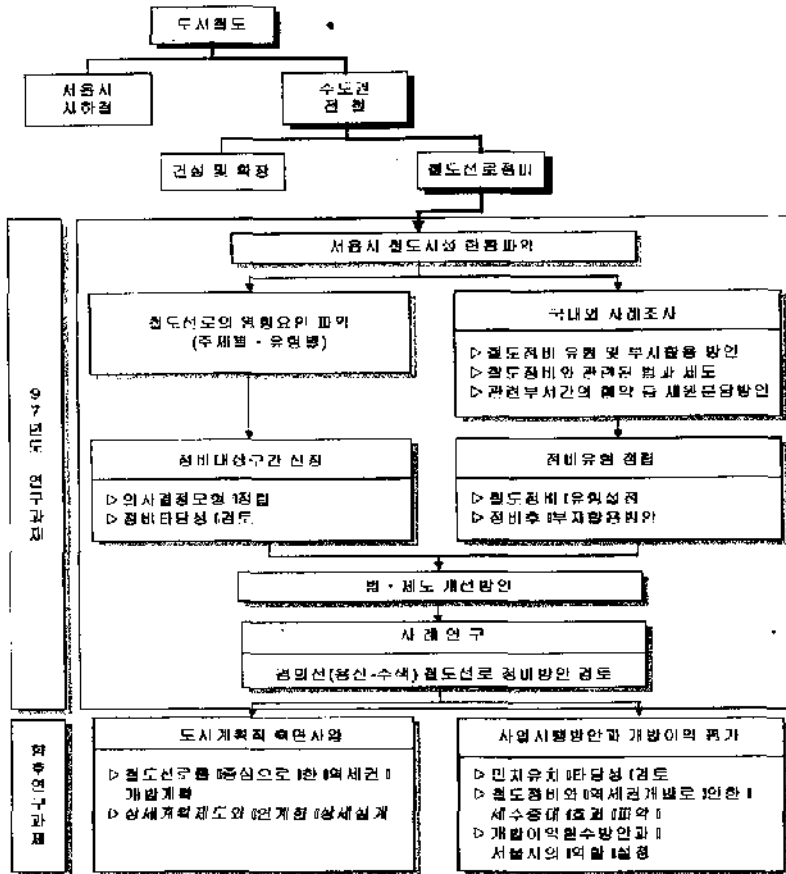 도시철도
서울시
지하철
수도권
전 철
건설 및 확장
철도선로정비
97년도 연구과제
서울시 철도시설 현황파악
철도선로의 영향요인 파악
(주체별 - 유형별)
국내외 사례조사
▷ 철도정비 유형 및 부지활용 방안
▷ 철도정비와 관련된 법과 제도
▷ 관련부서간의 협약 등 재원분담방안
정비대상구간 선정
▷ 의사결정모형 정립
▷ 정비타당성 검토
정비유형 정립
▷ 철도정비 유형설정
▷ 정비후 부지활용방안
법 · 제도 개선방안
사 례 연 구
경의선(용산-수색) 철도선로 정비방안 검토
향후연구과제
도시계획적 측면사항
▷ 철도선로를 중심으로 한 역세권
개발계획
▷ 상세계획제도와 연계한 상세설계
사업시행방안과 개발이익 평가
▷ 민자유치 타당성 검토
▷ 철도정비와 역세권개발로 인한
세수증대 효과 파악
▷ 개발이익환수방안과
서울시의 역할 설정